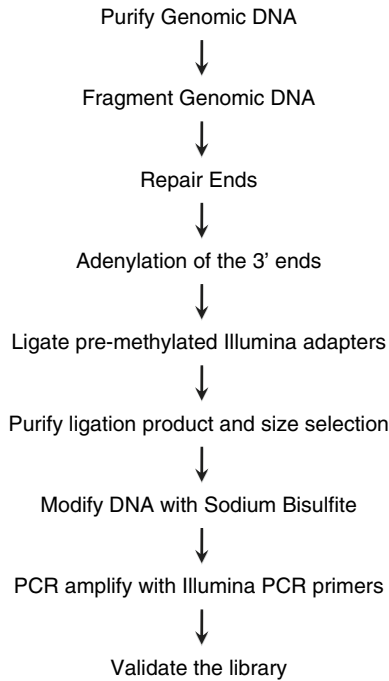 Purify Genomic DNA
Fragment Genomic DNA
Repair Ends
Adenylation of the 3' ends
Ligate pre-methylated Illumina adapters
Purify ligation product and size selection
Modify DNA with Sodium Bisulfite
PCR amplify with Illumina PCR primers
Validate the library